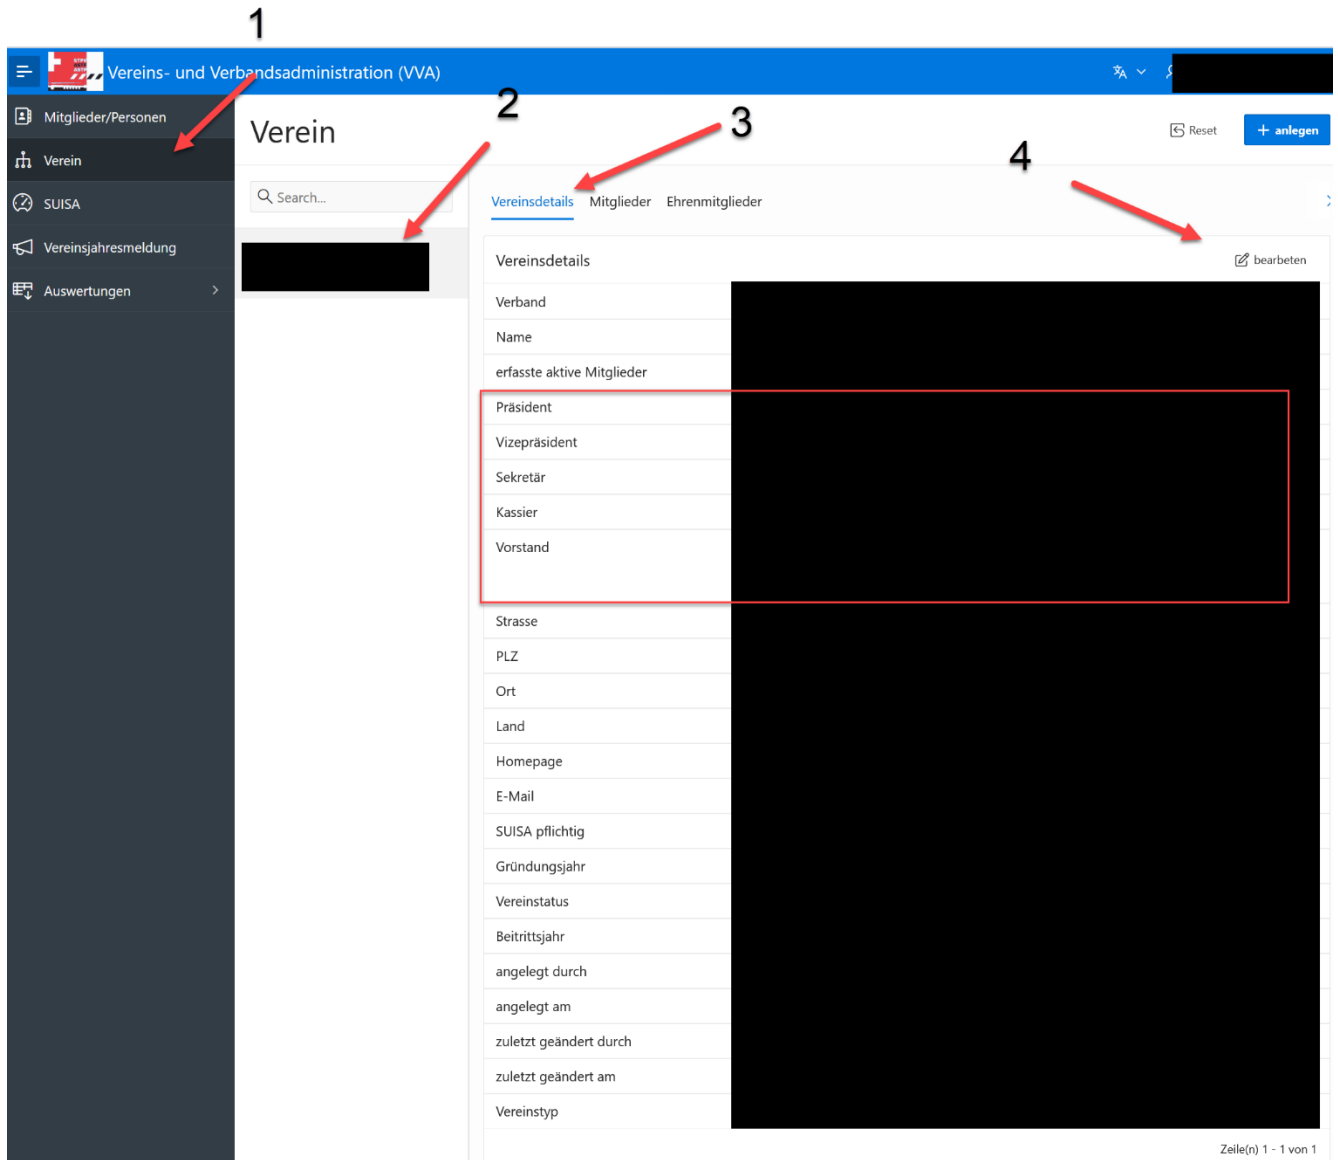 1
Vereins- und Verbandsadministration (VVA)
Mitglieder/Personen
Verein
SUISA
Vereinsjahresmeldung
Auswertungen
Verein
2
3
Reset
+ anlegen
4
Search...
Vereinsdetails Mitglieder Ehrenmitglieder
Vereinsdetails
bearbeten
Verband
Name
erfasste aktive Mitglieder
Präsident
Vizepräsident
Sekretär
Kassier
Vorstand
Strasse
PLZ
Ort
Land
Homepage
E-Mail
SUISA pflichtig
Gründungsjahr
Vereinstatus
Beitrittsjahr
angelegt durch
angelegt am
zuletzt geändert durch
zuletzt geändert am
Vereinstyp
Zeile(n) 1 - 1 von 1